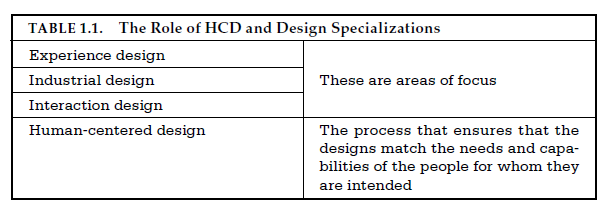 TABLE 1.1. The Role of HCD and Design Specializations
Experience design
Industrial design
Interaction design
These are areas of focus
Human-centered design
The process that ensures that the
designs match the needs and capa-
bilities of the people for whom they
are intended